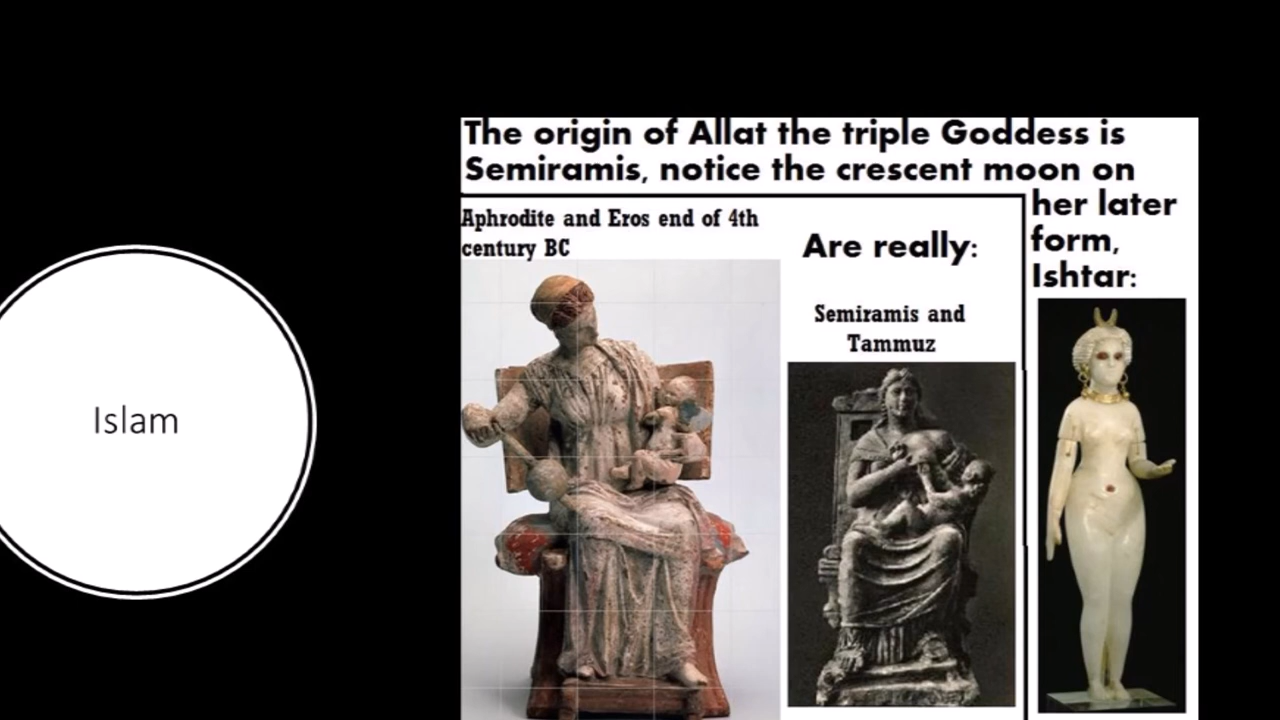 Islam
The origin of Allat the triple Goddess is
Semiramis, notice the crescent moon on
her later
form,
Ishtar:
Aphrodite and Eros end of 4th
century BC
Are really:
Semiramis and
Tammuz